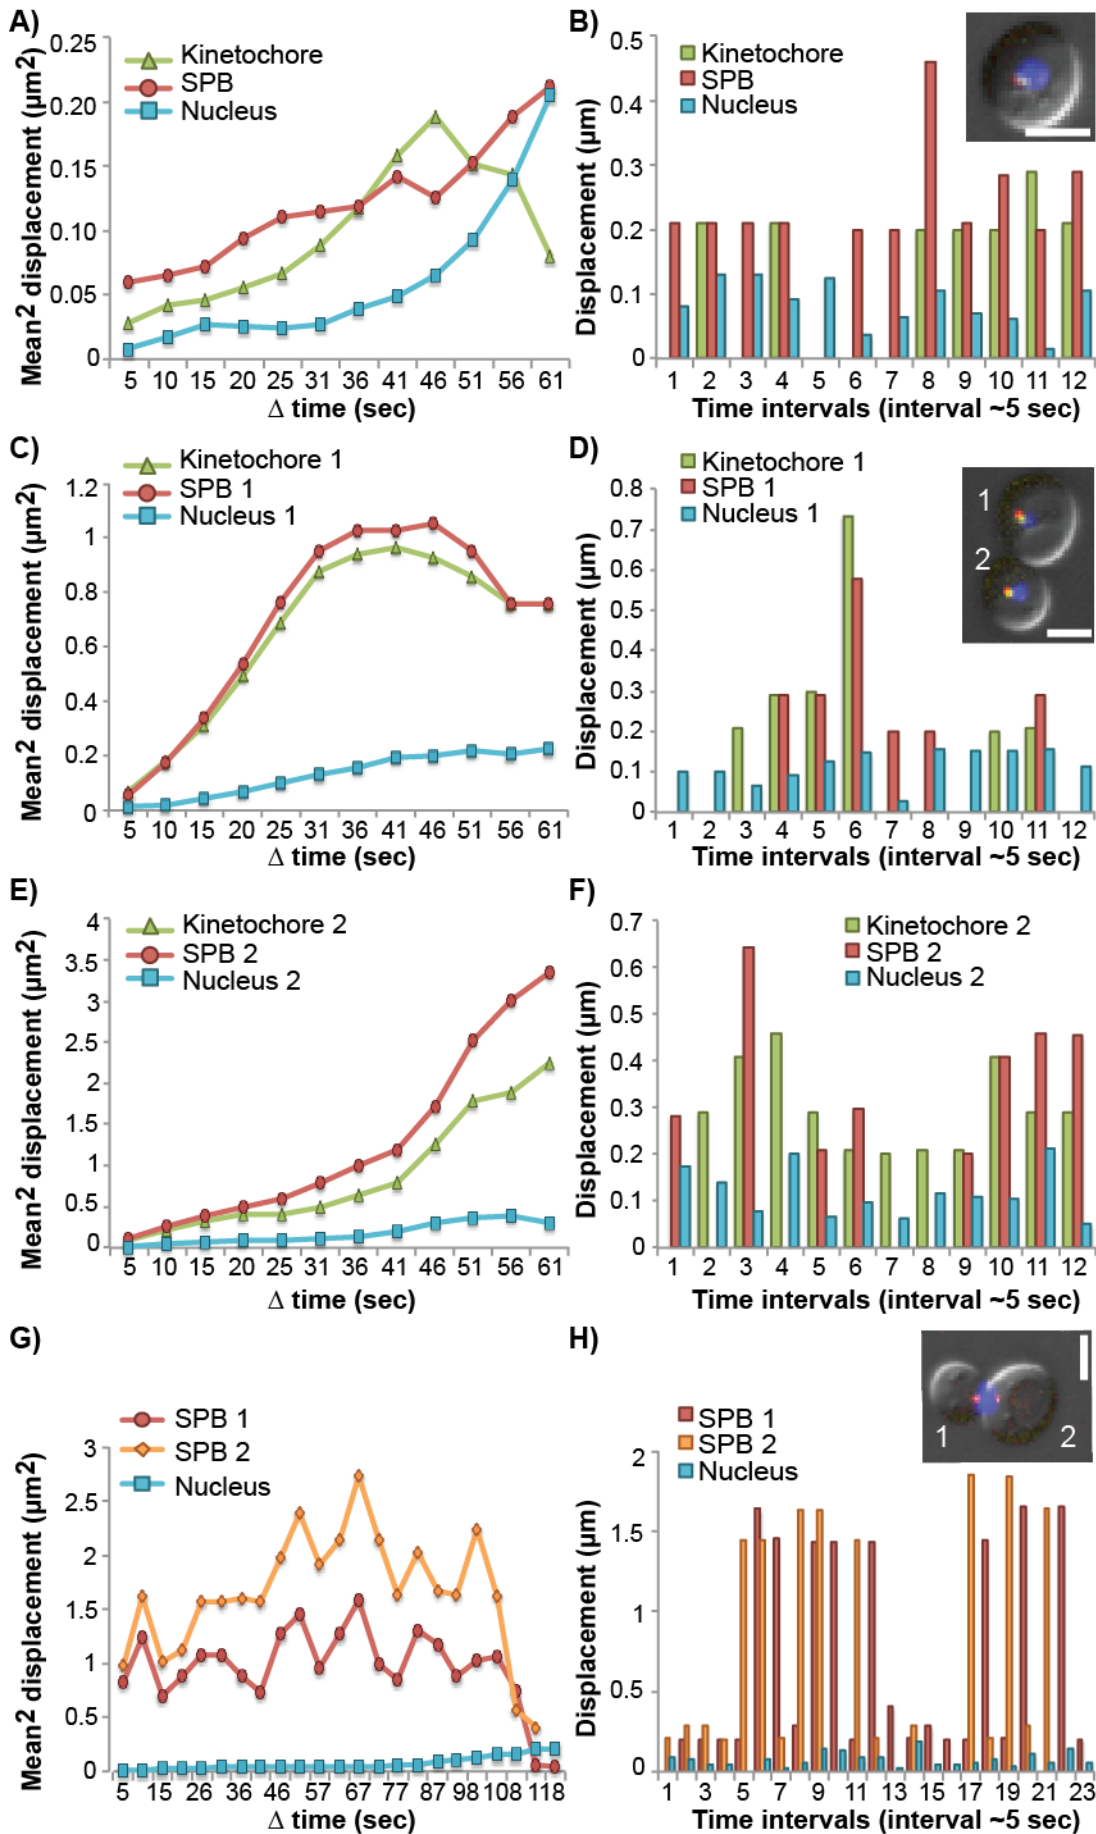 A)
Mean2 displacement (µm2)
0.25
0.20
0.15
0.10
0.05
0
Kinetochore
SPB
Nucleus
5 10 15 20 25 31 36 41 46 51 56 61
Δ time (sec)
B)
Displacement (µm)
0.5
0.4
0.3
0.2
0.1
0
Kinetochore
SPB
Nucleus
1 2 3 4 5 6 7 8 9 10 11 12
Time intervals (interval ~5 sec)
C)
Mean2 displacement (µm2)
Kinetochore 1
SPB 1
Nucleus 1
1.2
1
0.8
0.6
0.4
0.2
0
5 10 15 20 25 31 36 41 46 51 56 61
Δ time (sec)
D)
Displacement (µm)
Kinetochore 1
SPB 1
Nucleus 1
0.8
0.7
0.6
0.5
0.4
0.3
0.2
0.1
0
1
2
1 2 3 4 5 6 7 8 9 10 11 12
Time intervals (interval ~5 sec)
E)
Mean2 displacement (µm2)
Kinetochore 2
SPB 2
Nucleus 2
4
3.5
3
2.5
2
1.5
1
0.5
0
5 10 15 20 25 31 36 41 46 51 56 61
Δ time (sec)
F)
Displacement (µm)
Kinetochore 2
SPB 2
Nucleus 2
0.7
0.6
0.5
0.4
0.3
0.2
0.1
0
1 2 3 4 5 6 7 8 9 10 11 12
Time intervals (interval ~5 sec)
G)
Mean2 displacement (µm2)
SPB 1
SPB 2
Nucleus
3
2.5
2
1.5
1
0.5
0
5 15 26 36 46 57 67 77 87 98 108 118
Δ time (sec)
H)
Displacement (µm)
SPB 1
SPB 2
Nucleus
1 2
2
1.5
1
0.5
0
1 3 5 7 9 11 13 15 17 19 21 23
Time intervals (interval ~5 sec)